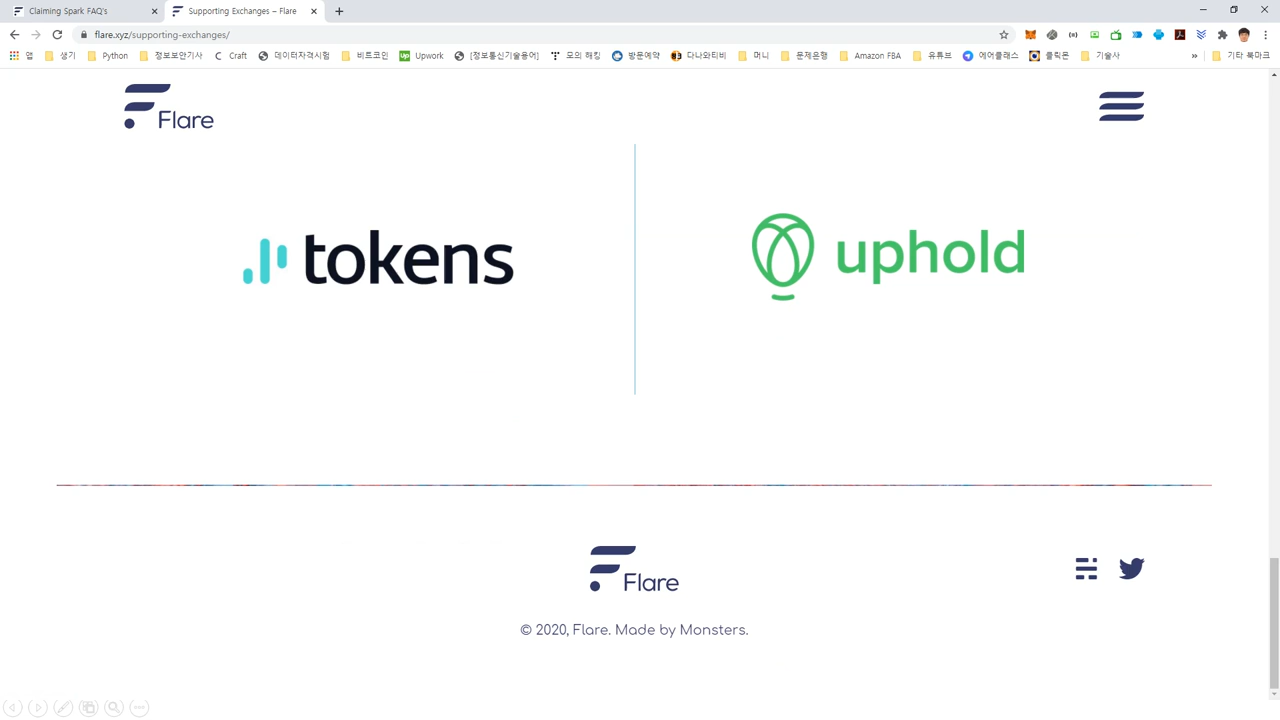 Claiming Spark FAQ's
Supporting Exchanges – Flare
flare.xyz/supporting-exchanges/
앱 생기 Python 정보보안기사 Craft 데이터자격시험 비트코인 Upwork [정보통신기술용어] 모의 해킹 방문예약 다나와티비 머니 문제은행 Amazon FBA 유튜브 에어클래스 클릭몬 기술사 » 기타 북마크
Flare
tokens
uphold
Flare
© 2020, Flare. Made by Monsters.